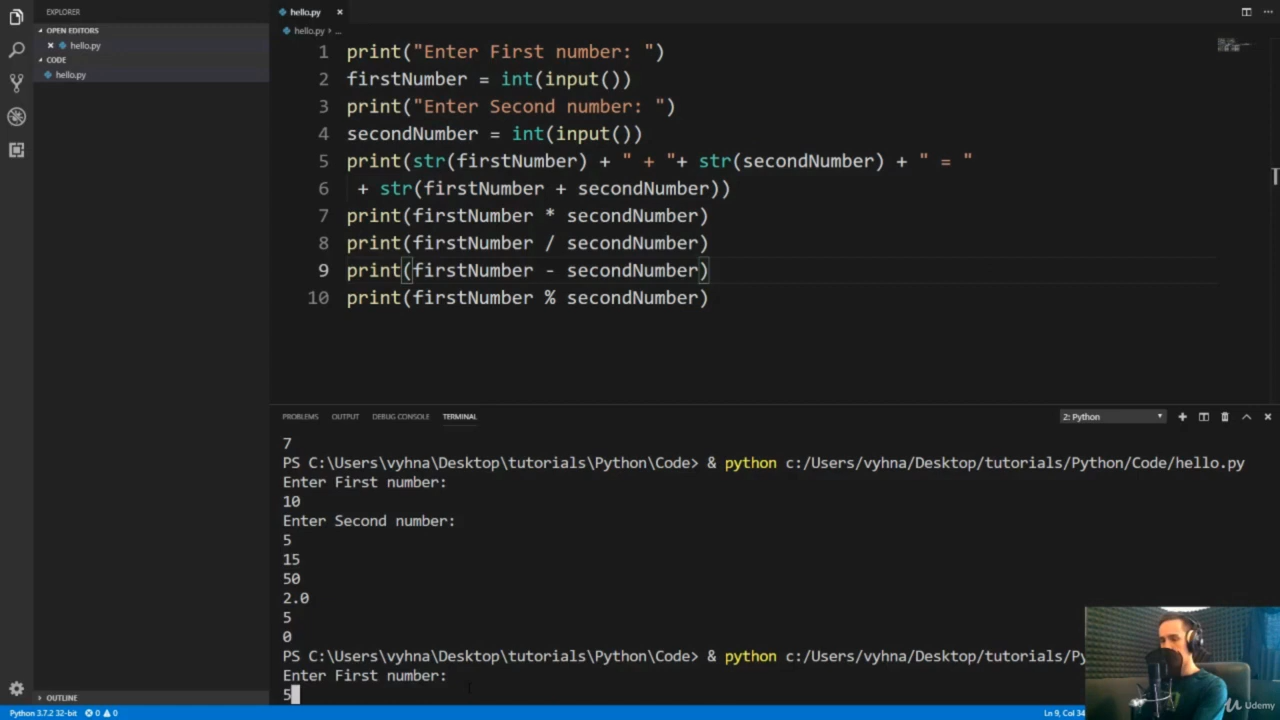 EXPLORER
OPEN EDITORS
hello.py
CODE
hello.py
OUTLINE
hello.py
hello.py > ...
1 print("Enter First number: ")
2 firstNumber = int(input())
3 print("Enter Second number: ")
4 secondNumber = int(input())
5 print(str(firstNumber) + " + "+ str(secondNumber) + " = "
6 + str(firstNumber + secondNumber))
7 print(firstNumber * secondNumber)
8 print(firstNumber / secondNumber)
9 print(firstNumber - secondNumber)
10 print(firstNumber % secondNumber)
PROBLEMS OUTPUT DEBUG CONSOLE TERMINAL 2: Python
7
PS C:\Users\vyhna\Desktop\tutorials\Python\Code> & python c:/Users/vyhna/Desktop/tutorials/Python/Code/hello.py
Enter First number:
10
Enter Second number:
5
15
50
2.0
5
0
PS C:\Users\vyhna\Desktop\tutorials\Python\Code> & python c:/Users/vyhna/Desktop/tutorials/
Enter First number:
5
Python 3.7.2 32-bit 0 0 Ln 9, Col 34
Udemy